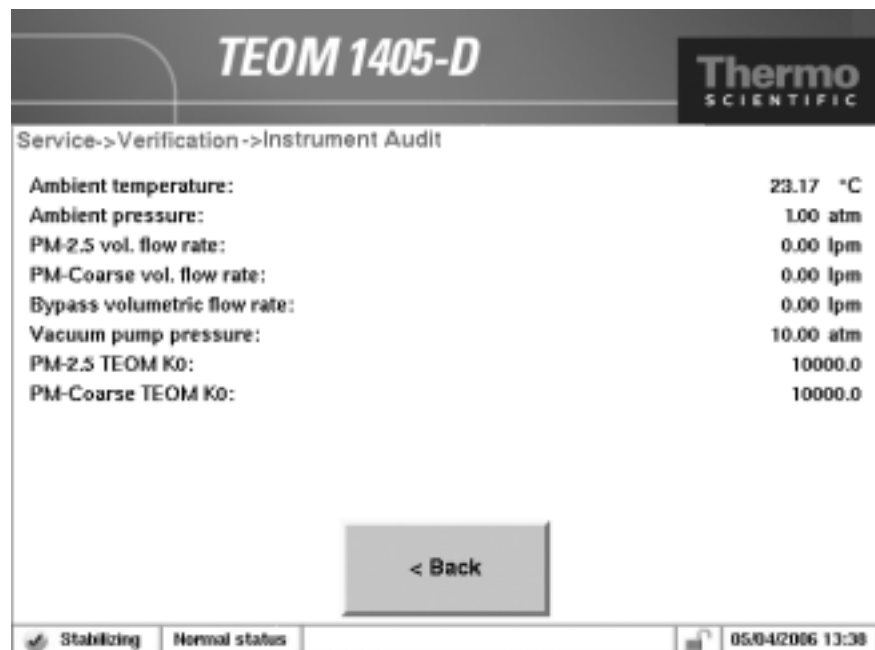 TEOM 1405-D
Thermo
SCIENTIFIC
Service->Verification->Instrument Audit
Ambient temperature: 23.17 °C
Ambient pressure: 1.00 atm
PM-2.5 vol. flow rate: 0.00 lpm
PM-Coarse vol. flow rate: 0.00 lpm
Bypass volumetric flow rate: 0.00 lpm
Vacuum pump pressure: 10.00 atm
PM-2.5 TEOM K0: 10000.0
PM-Coarse TEOM K0: 10000.0
< Back
Stabilizing Normal status 05/04/2006 13:38